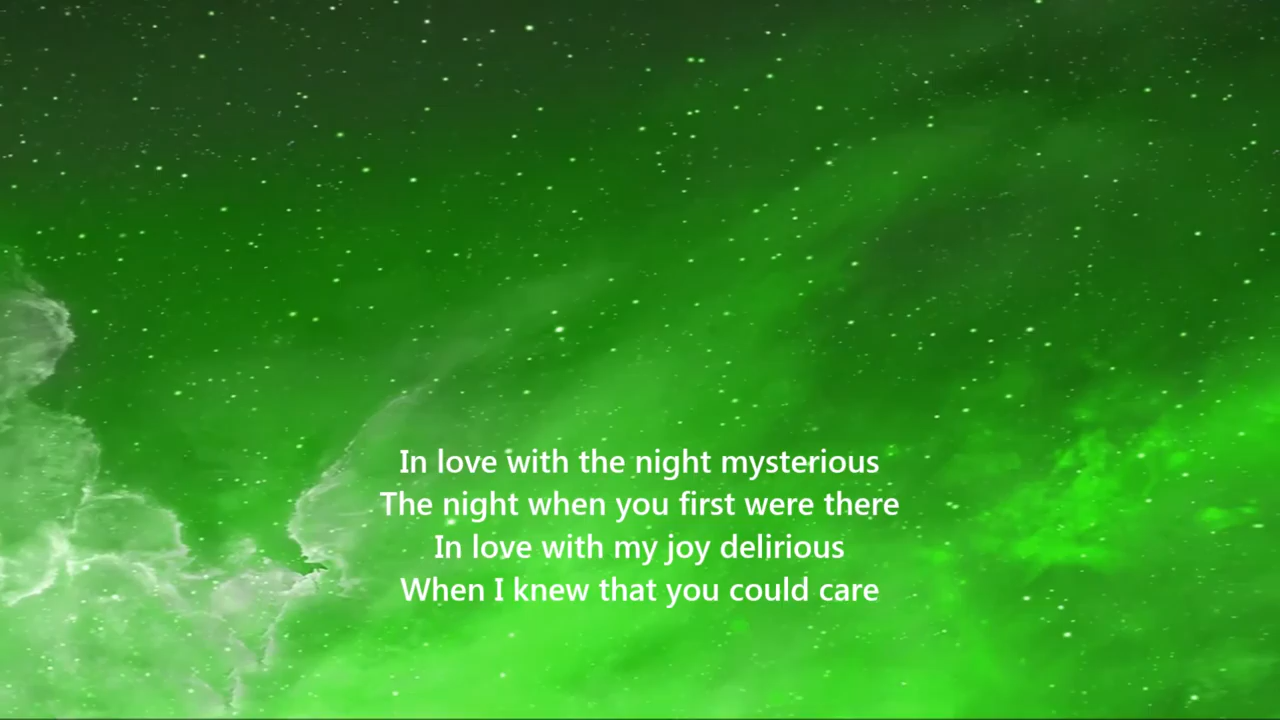 In love with the night mysterious
The night when you first were there
In love with my joy delirious
When I knew that you could care